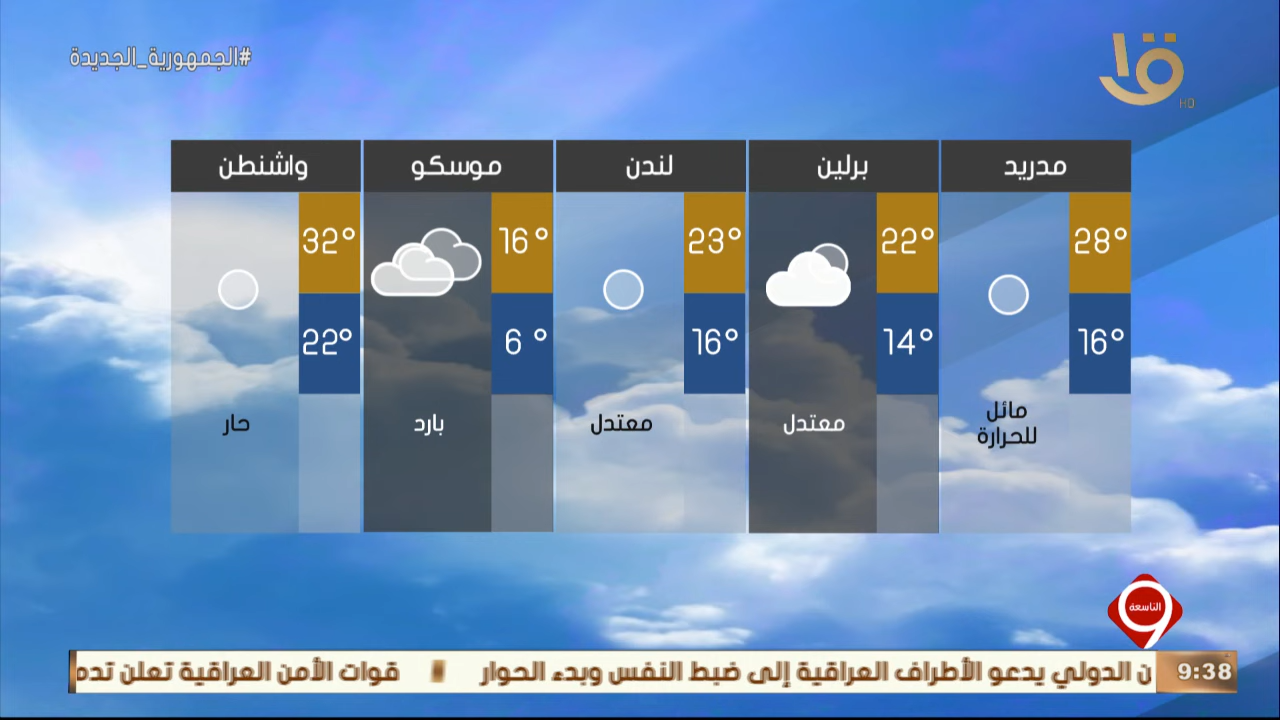 #الجمهورية_الجديدة
HD
مدريد
28°
16°
مائل
للحرارة
برلين
22°
14°
معتدل
لندن
23°
16°
معتدل
موسكو
16°
6°
بارد
واشنطن
32°
22°
حار
التاسعة
9
9:38
ن الدولي يدعو الأطراف العراقية إلى ضبط النفس وبدء الحوار
قوات الأمن العراقية تعلن تدم